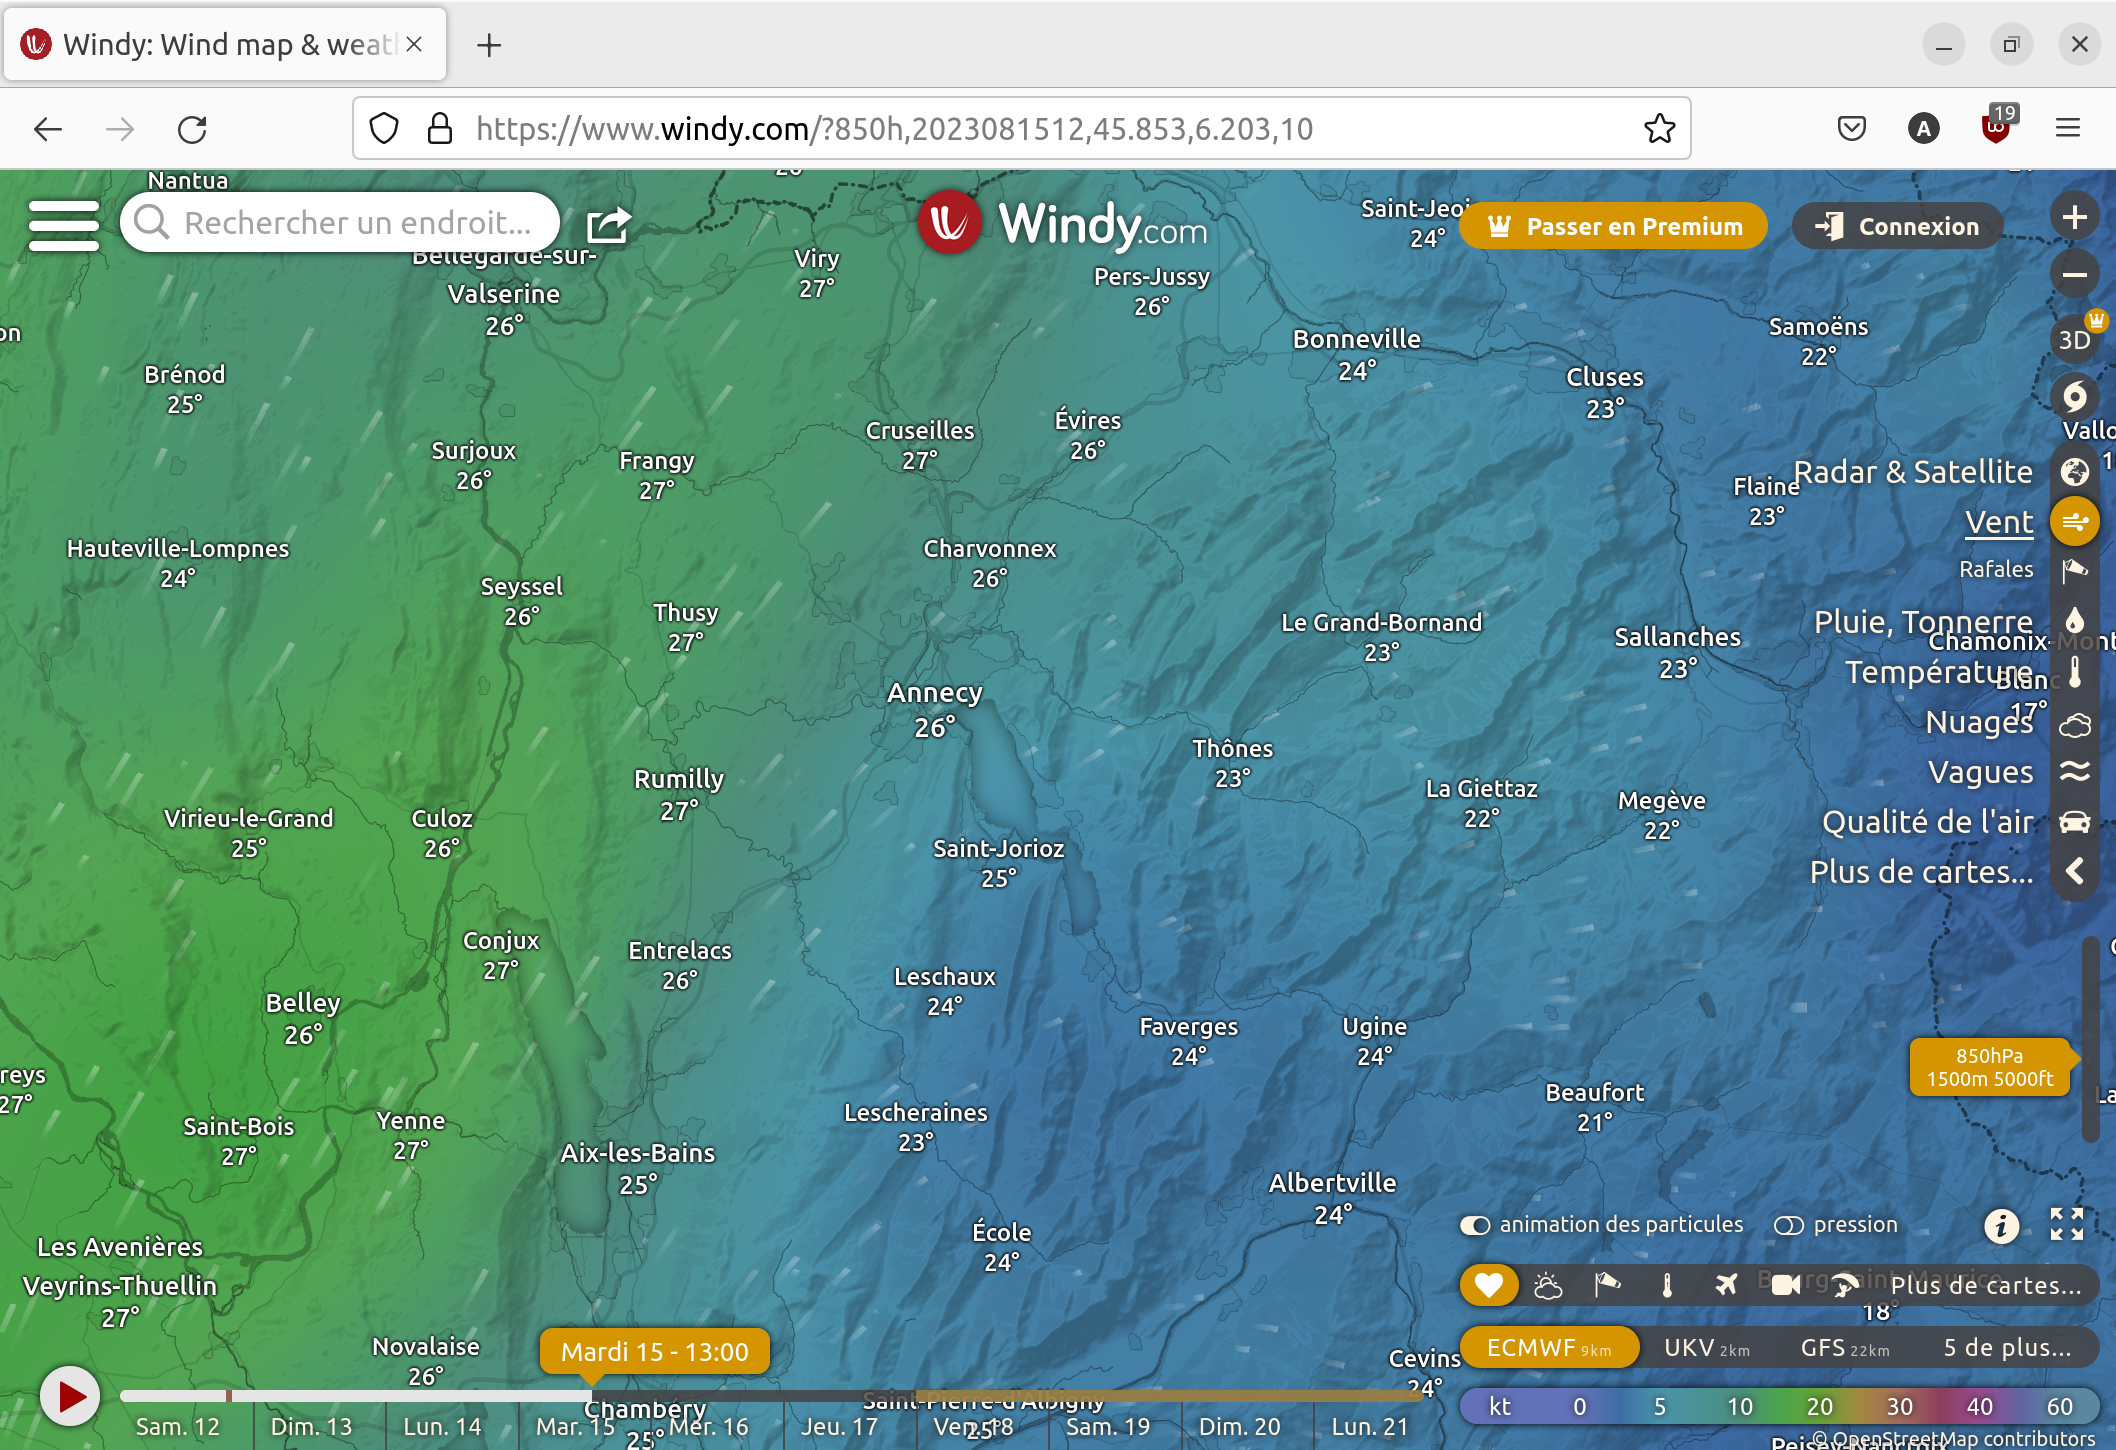 Windy: Wind map & weath
https://www.windy.com/?850h,2023081512,45.853,6.203,10
19
A
Nantua
Rechercher un endroit...
Windy.com
Passer en Premium
Connexion
Bellegarde-sur-
Valserine
26°
Viry
27°
Pers-Jussy
26°
24°
Bonneville
24°
Samoëns
22°
3D
Brénod
25°
Cluses
23°
Surjoux
26°
Frangy
27°
Cruseilles
27°
Évires
26°
Flaine
23°
Radar & Satellite
Vent
Rafales
Hauteville-Lompnes
24°
Charvonnex
26°
Seyssel
26°
Thusy
27°
Le Grand-Bornand
23°
Sallanches
23°
Pluie, Tonnerre
Chamonix-Mont
Blanc
17°
Température
Nuages
Vagues
Qualité de l'air
Plus de cartes...
Annecy
26°
Thônes
23°
Rumilly
27°
La Giettaz
22°
Megève
22°
Virieu-le-Grand
25°
Culoz
26°
Saint-Jorioz
25°
Conjux
27°
Entrelacs
26°
Leschaux
24°
Belley
26°
Faverges
24°
Ugine
24°
850hPa
1500m 5000ft
reys
27°
Saint-Bois
27°
Yenne
27°
Lescheraines
23°
Beaufort
21°
Aix-les-Bains
25°
Albertville
24°
École
24°
Les Avenières
Veyrins-Thuellin
27°
animation des particules
pression
Plus de cartes...
18°
Novalaise
26°
Mardi 15 - 13:00
ECMWF 9km
UKV 2km
GFS 22km
5 de plus...
Cevins
24°
Saint-Pierre-d'Albigny
25°
Chambéry
25°
Sam. 12
Dim. 13
Lun. 14
Mar. 15
Mer. 16
Jeu. 17
Ven. 18
Sam. 19
Dim. 20
Lun. 21
kt 0 5 10 20 30 40 60
© OpenStreetMap contributors